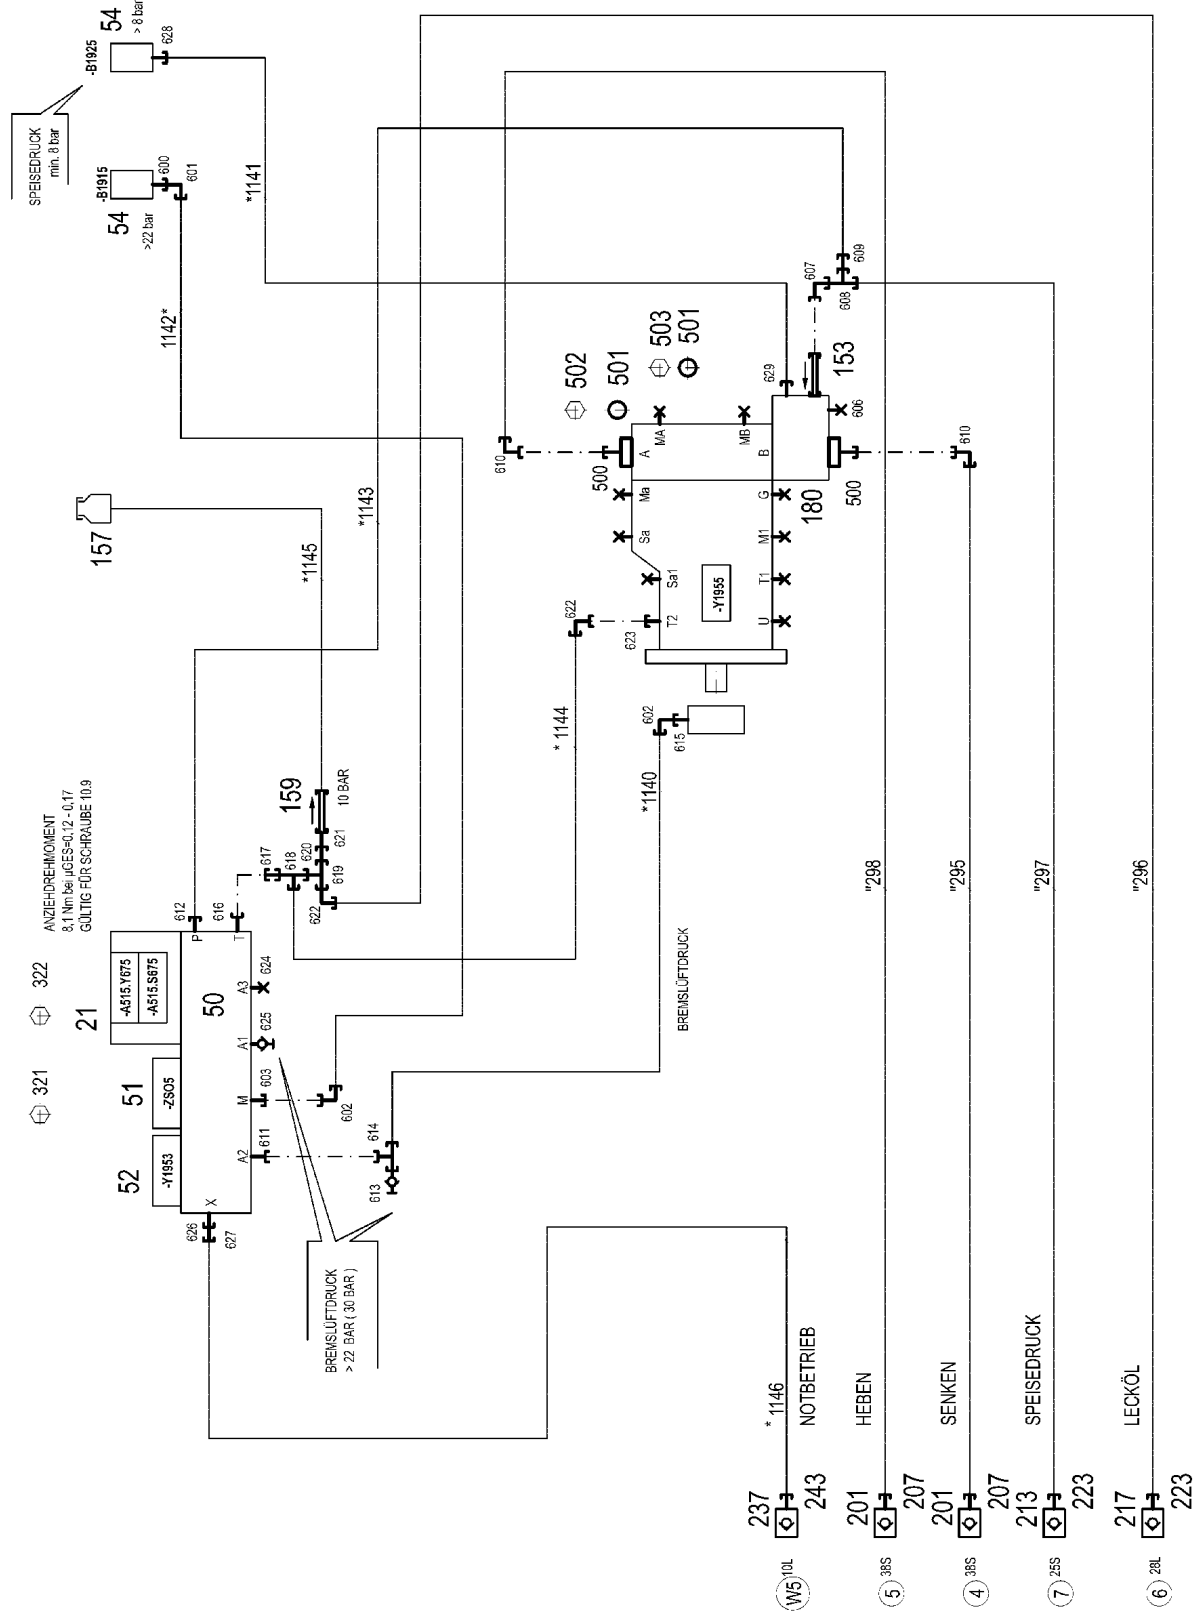 54
> 8 bar
-B1925
628
SPEISEDRUCK
min. 8 bar
-B1915
54
>22 bar
600
601
*1141
1142*
157
*1143
*1145
610
502
501
503
501
607
609
608
153
629
606
MA
MB
A
B
500
500
610
Ma
Sa
Sa1
T2
G
M1
T1
U
180
-Y1955
622
623
* 1144
602
615
*1140
ANZIEHDREHMOMENT
8,1 Nm bei µGES=0,12 - 0,17
GÜLTIG FÜR SCHRAUBE 10.9
159
10 BAR
617
618
620
621
619
622
612
616
322
321
21
-A515.Y675
-A515.S675
50
P
T
A3
624
A1
625
M
603
A2
611
X
51
-ZSO5
52
-Y1953
602
614
613
626
627
BREMSLÜFTDRUCK
BREMSLÜFTDRUCK
> 22 BAR ( 30 BAR )
"298
"295
"297
"296
* 1146
NOTBETRIEB
HEBEN
SENKEN
SPEISEDRUCK
LECKÖL
237
243
W5 10L
201
207
5 38S
201
207
4 38S
213
223
7 25S
217
223
6 28L